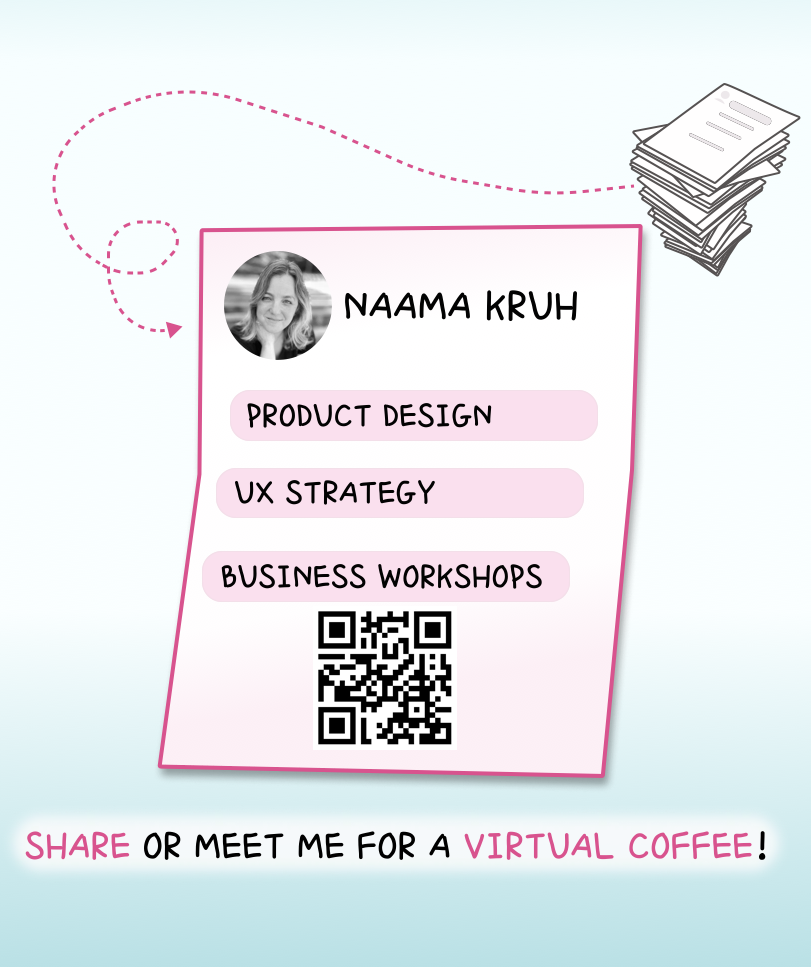 NAAMA KRUH
PRODUCT DESIGN
UX STRATEGY
BUSINESS WORKSHOPS
SHARE OR MEET ME FOR A VIRTUAL COFFEE!